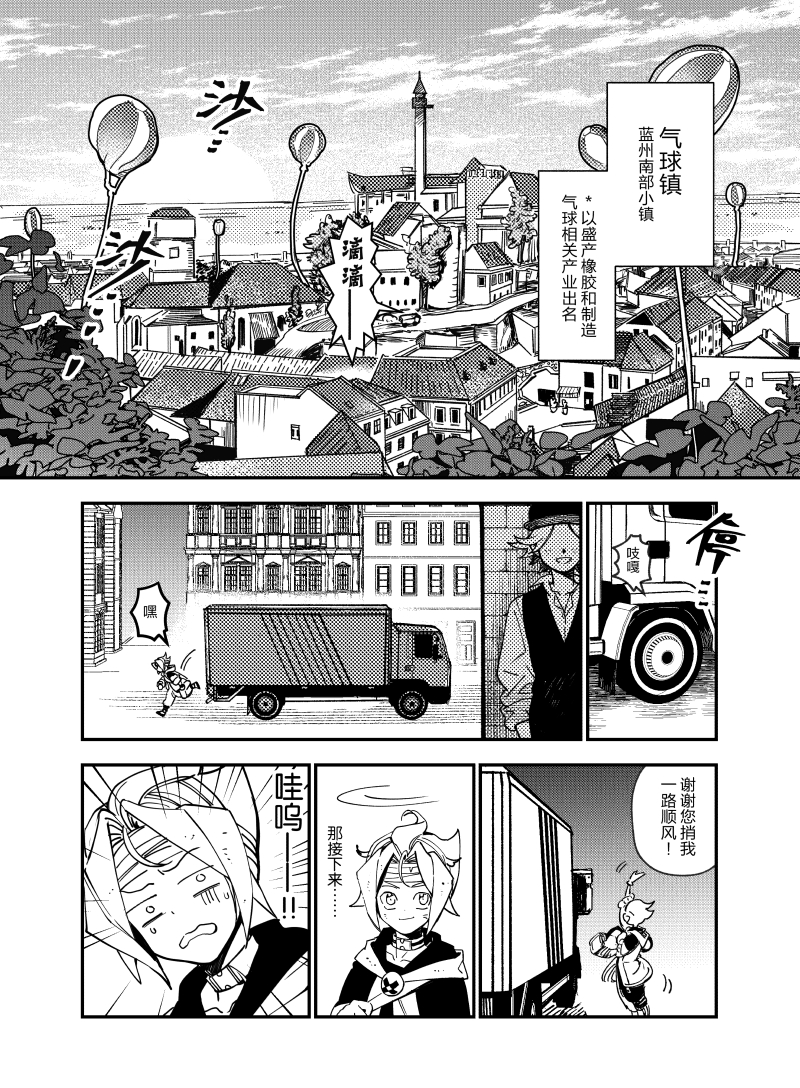 气球镇
蓝州南部小镇
*以盛产橡胶和制造
气球相关产业出名
沙
滴滴——
沙
停
吱嘎
嘿
谢谢您捎我
一路顺风！
那接下来……
哇呜——!!